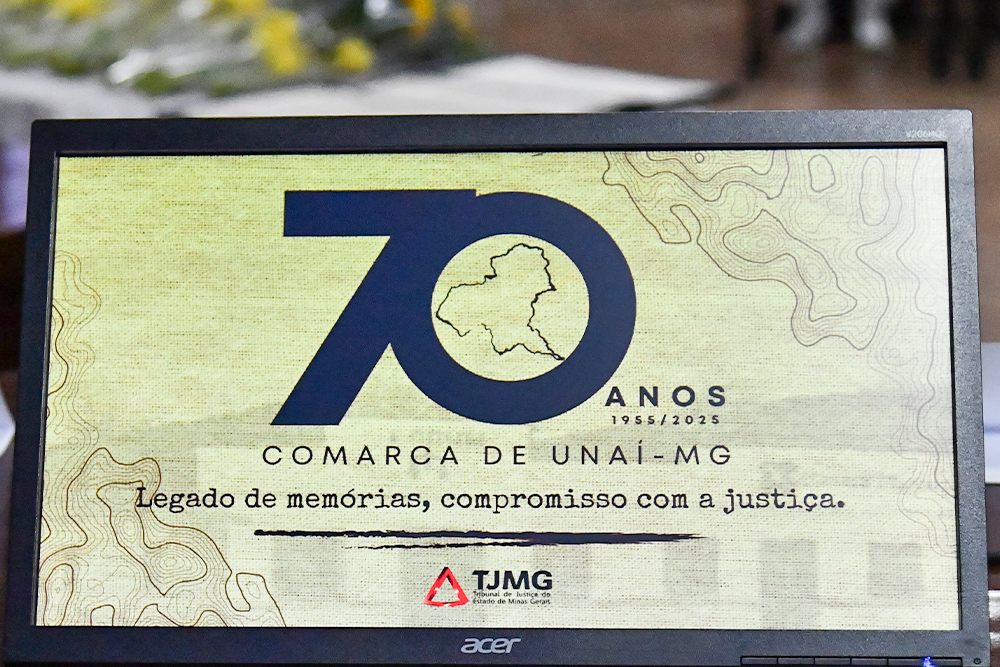 70
ANOS
1955/2025
COMARCA DE UNAÍ-MG
Legado de memórias, compromisso com a justiça.
TJMG
Tribunal de Justiça do
Estado de Minas Gerais
acer